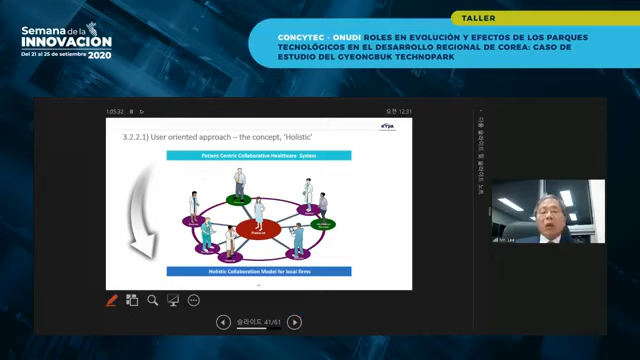 TALLER
Semana de la
INNOVACIÓN
Del 21 al 25 de setiembre 2020
CONCYTEC - ONUDI ROLES EN EVOLUCIÓN Y EFECTOS DE LOS PARQUES
TECNOLÓGICOS EN EL DESARROLLO REGIONAL DE COREA: CASO DE
ESTUDIO DEL GYEONGBUK TECHNOPARK
1:05:32
오전 12:31
3.2.2.1) User oriented approach – the concept, 'Holistic'
Patient Centric Collaborative Healthcare System
Patient
Holistic Collaboration Model for local firms
Mr. Lee
슬라이드 41/61